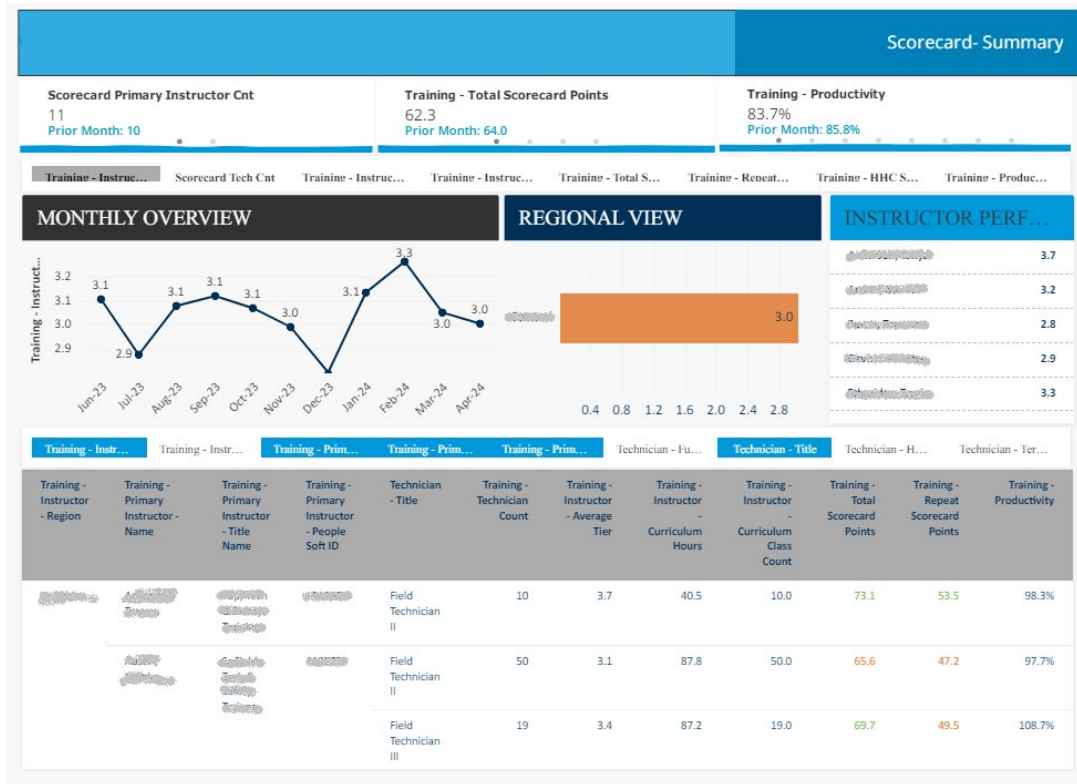 Scorecard- Summary
Scorecard Primary Instructor Cnt
11
Prior Month: 10
Training - Total Scorecard Points
62.3
Prior Month: 64.0
Training - Productivity
83.7%
Prior Month: 85.8%
Training - Instruc... Scorecard Tech Cnt Training - Instruc... Training - Instruc... Training - Total S... Training - Repeat... Training - HHC S... Training - Produc...
MONTHLY OVERVIEW
Training - Instruct...
3.2
3.1
3.0
2.9
3.1 2.9 3.1 3.1 3.1 3.0 3.1 3.3 3.0 3.0
Jun-23 Jul-23 Aug-23 Sep-23 Oct-23 Nov-23 Dec-23 Jan-24 Feb-24 Mar-24 Apr-24
REGIONAL VIEW
3.0
0.4 0.8 1.2 1.6 2.0 2.4 2.8
INSTRUCTOR PERF...
3.7
3.2
2.8
2.9
3.3
Training - Instr... Training - Instr... Training - Prim... Training - Prim... Training - Prim... Technician - Fu... Technician - Title Technician - H... Technician - Ter...
Training -
Instructor
- Region
Training -
Primary
Instructor -
Name
Training -
Primary
Instructor
- Title
Name
Training -
Primary
Instructor
- People
Soft ID
Technician
- Title
Training -
Technician
Count
Training -
Instructor
- Average
Tier
Training -
Instructor
-
Curriculum
Hours
Training -
Instructor
-
Curriculum
Class
Count
Training -
Total
Scorecard
Points
Training -
Repeat
Scorecard
Points
Training -
Productivity
Field
Technician
II
10 3.7 40.5 10.0 73.1 53.5 98.3%
Field
Technician
II
50 3.1 87.8 50.0 65.6 47.2 97.7%
Field
Technician
III
19 3.4 87.2 19.0 69.7 49.5 108.7%